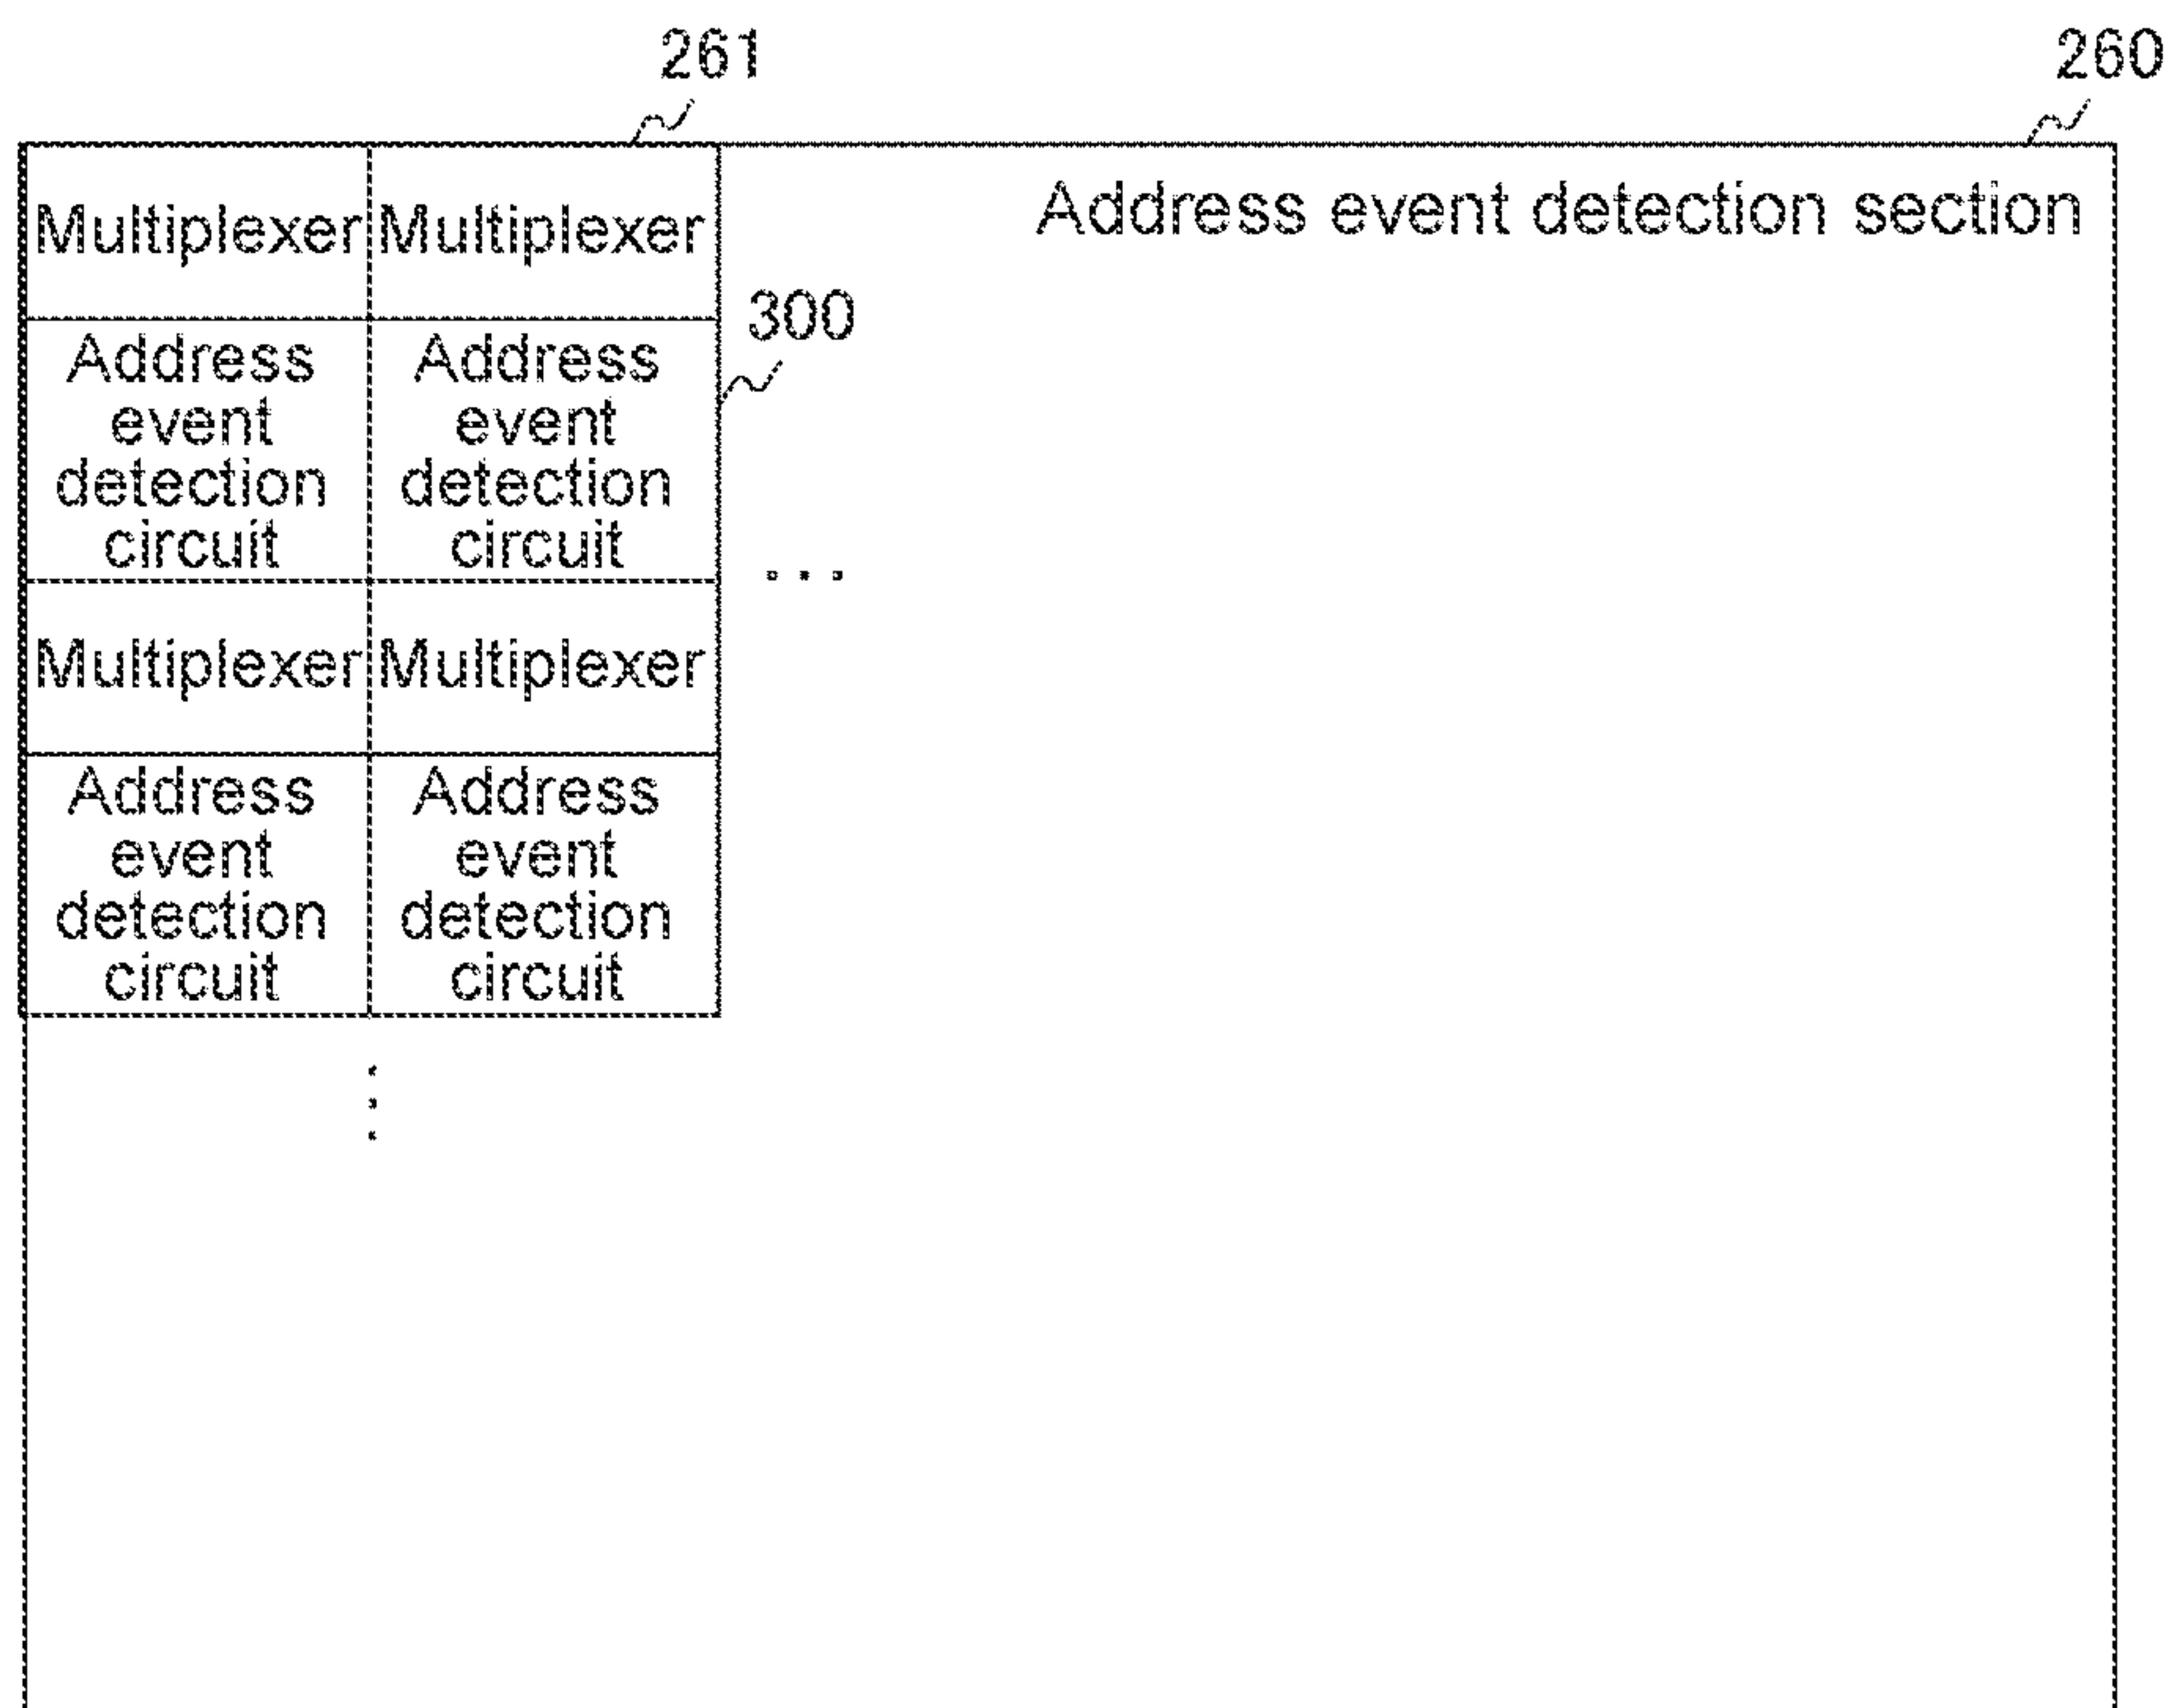 261
260
Multiplexer Multiplexer
Address event detection section
300
Address Address
event event
detection detection
circuit circuit
...
Multiplexer Multiplexer
Address Address
event event
detection detection
circuit circuit